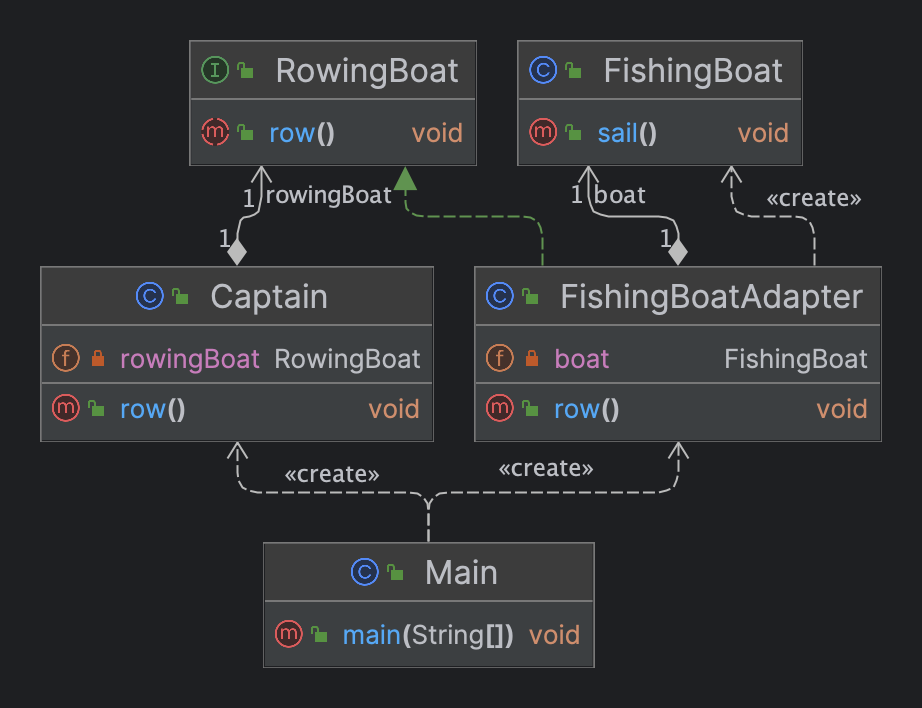 I RowingBoat
m row() void
C FishingBoat
m sail() void
1 rowingBoat
1
1 boat
1
«create»
C Captain
f rowingBoat RowingBoat
m row() void
C FishingBoatAdapter
f boat FishingBoat
m row() void
«create»
«create»
C Main
m main(String[]) void